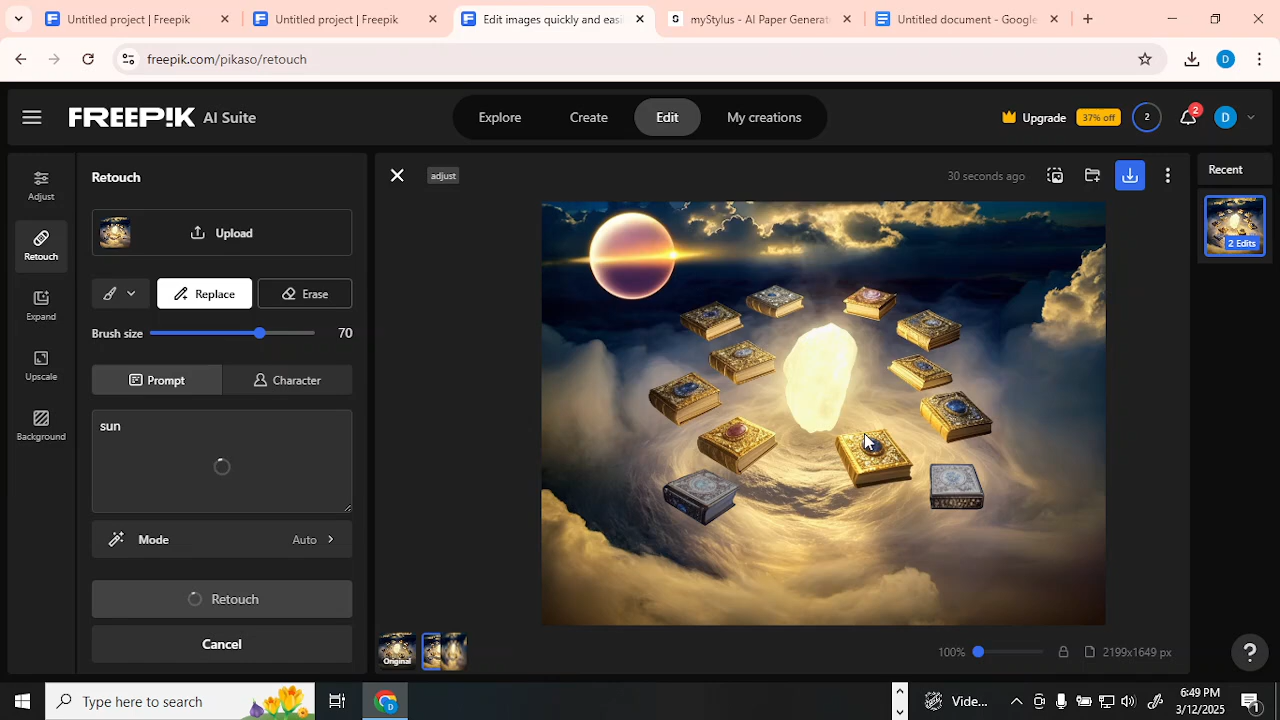 Untitled project | Freepik
Untitled project | Freepik
Edit images quickly and easi
myStylus - AI Paper Generat
Untitled document - Google
freepik.com/pikaso/retouch
D
FREEP!K AI Suite
Explore
Create
Edit
My creations
Upgrade
37% off
2
2
D
Adjust
Retouch
Expand
Upscale
Background
Retouch
Upload
Replace
Erase
Brush size
70
Prompt
Character
sun
Mode
Auto
Retouch
Cancel
adjust
30 seconds ago
Original
100%
2199x1649 px
Recent
2 Edits
?
Type here to search
Vide...
6:49 PM
3/12/2025
1